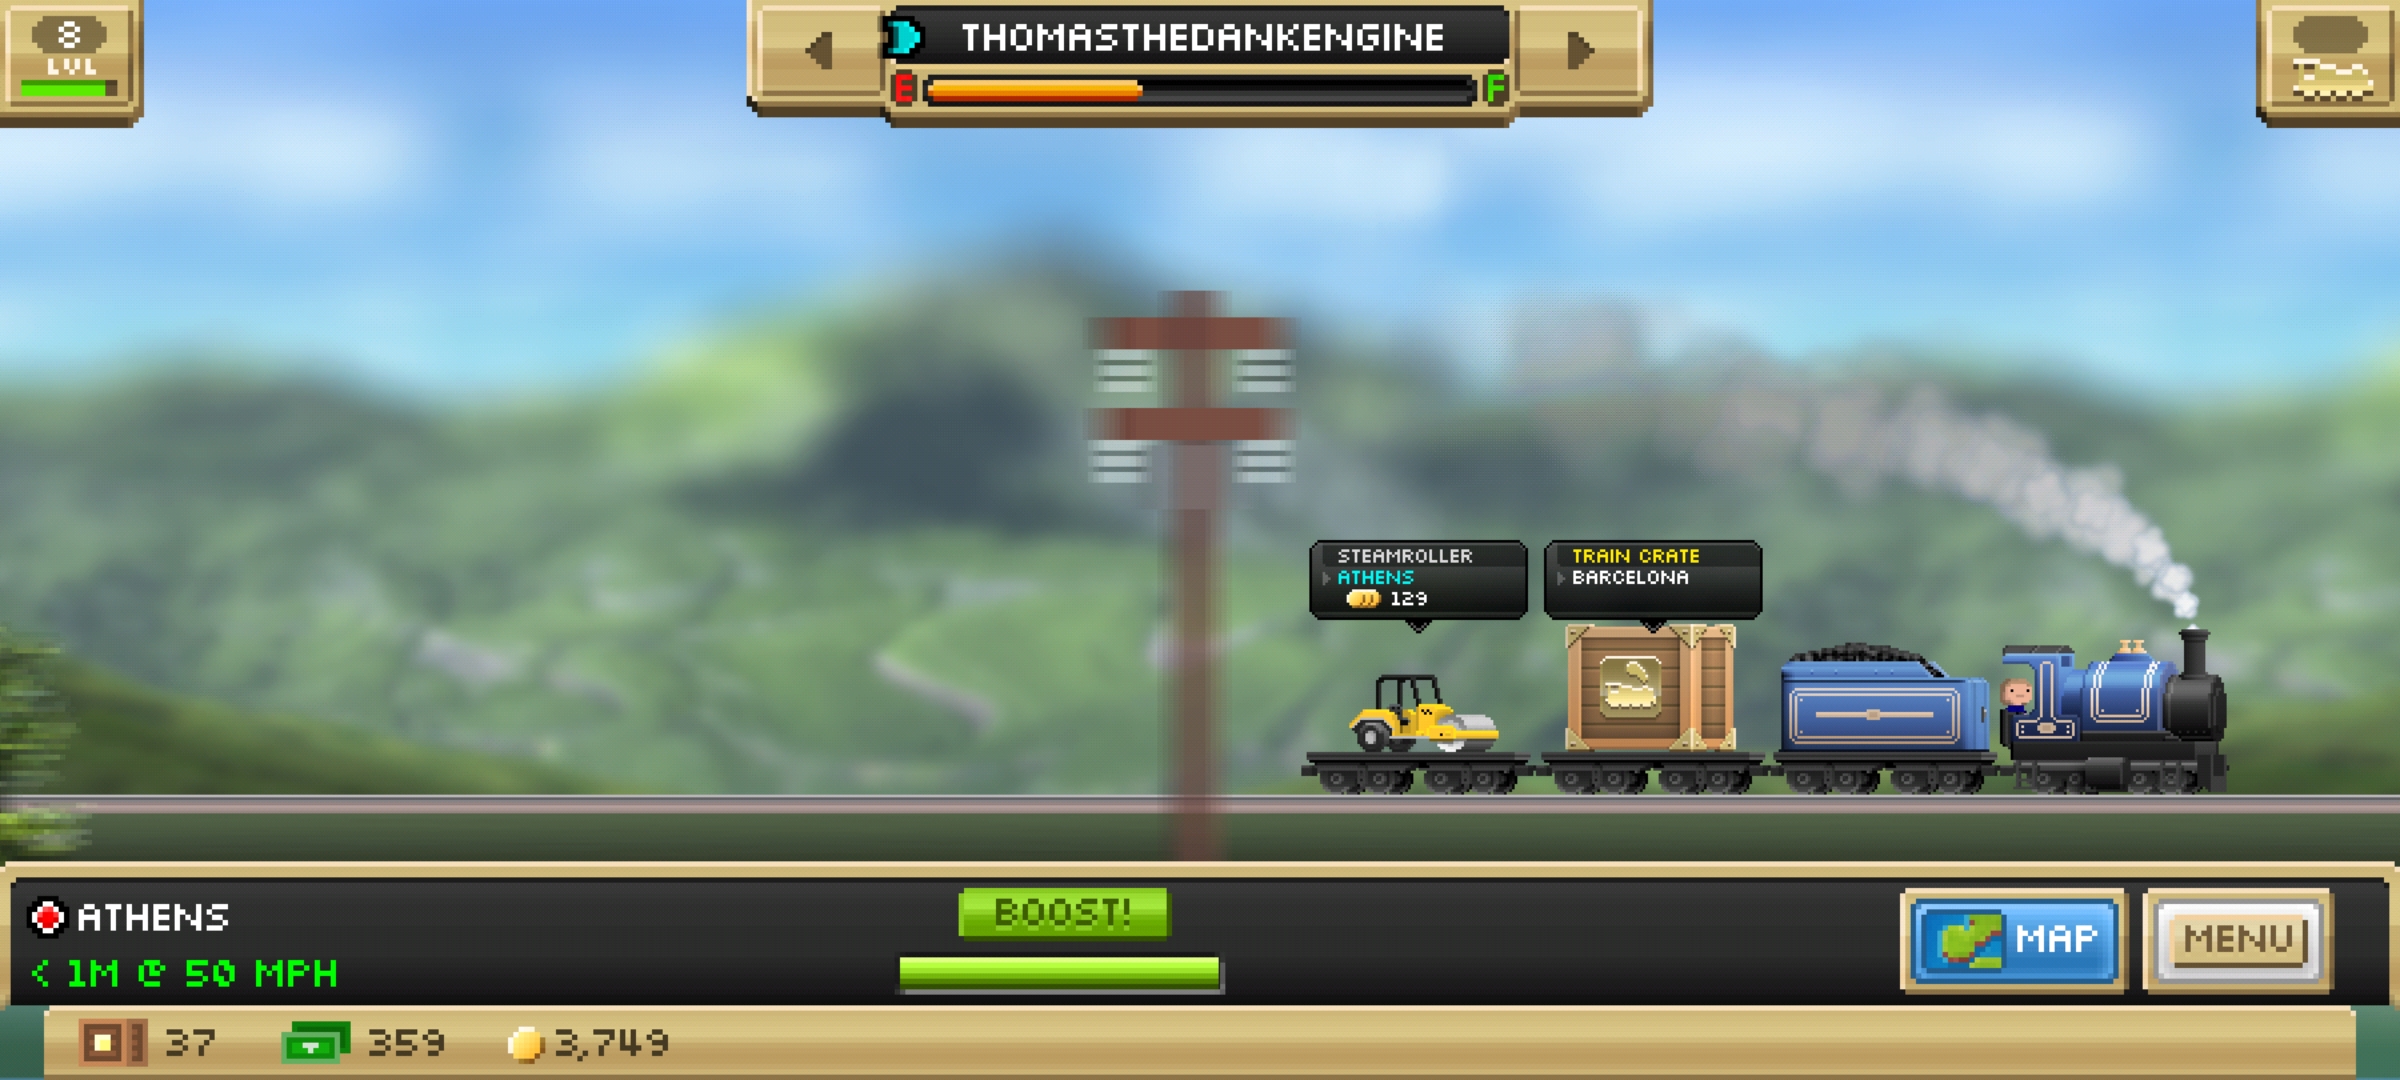 8
LVL
THOMASTHEDANKENGINE
E F
STEAMROLLER
ATHENS
129
TRAIN CRATE
BARCELONA
ATHENS
< 1M @ 50 MPH
BOOST!
MAP
MENU
37 359 3,749